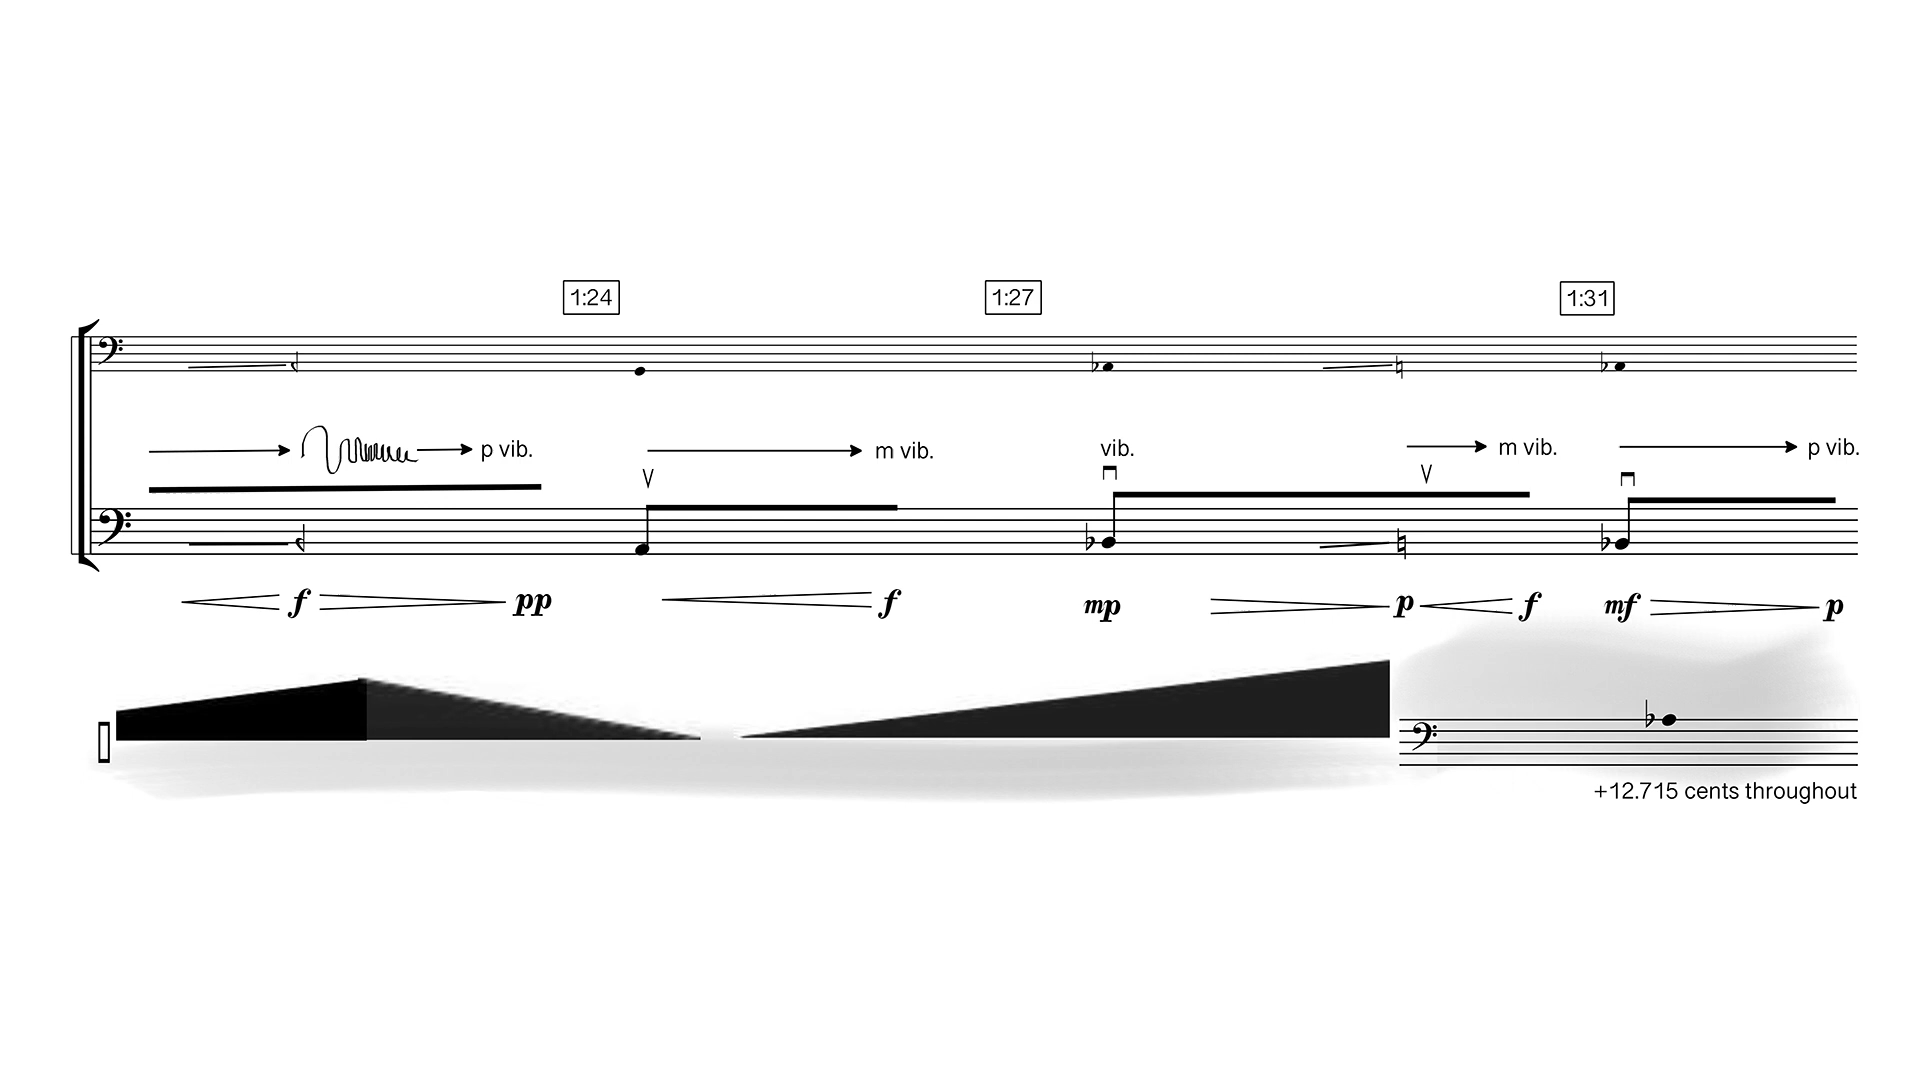 1:24 1:27 1:31
p vib. m vib. vib. m vib. p vib.
f pp f mp p f mf p
+12.715 cents throughout